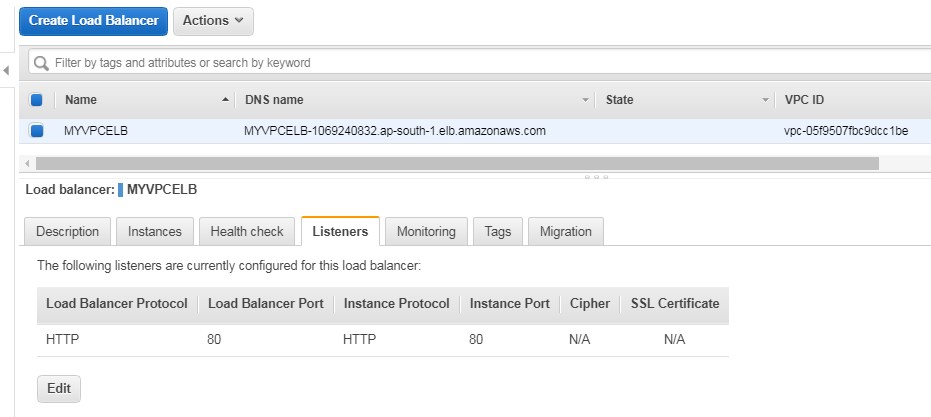 Create Load Balancer Actions
Filter by tags and attributes or search by keyword
Name DNS name State VPC ID
MYVPCELB MYVPCELB-1069240832.ap-south-1.elb.amazonaws.com vpc-05f9507fbc9dcc1be
Load balancer: MYVPCELB
Description Instances Health check Listeners Monitoring Tags Migration
The following listeners are currently configured for this load balancer:
Load Balancer Protocol Load Balancer Port Instance Protocol Instance Port Cipher SSL Certificate
HTTP 80 HTTP 80 N/A N/A
Edit